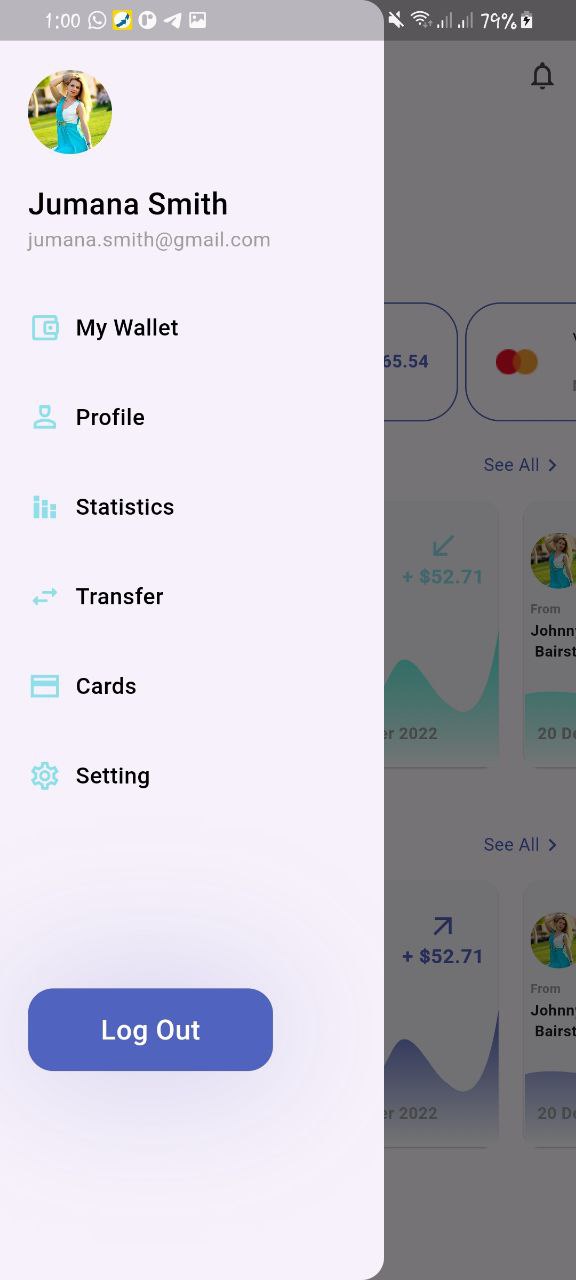 1:00
79%
Jumana Smith
jumana.smith@gmail.com
My Wallet
65.54
Profile
See All
Statistics
+ $52.71
From
Transfer
Johnny
Bairst
Cards
er 2022
20 De
Setting
See All
+ $52.71
From
Johnny
Bairst
Log Out
er 2022
20 De